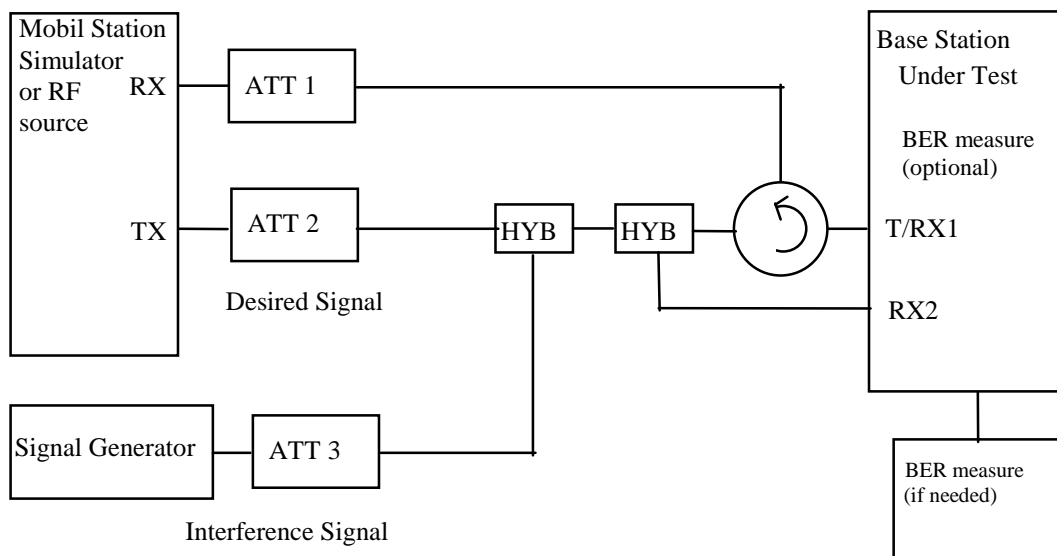 Mobil Station
Simulator
or RF
source
RX
TX
ATT 1
ATT 2
HYB
HYB
Desired Signal
Signal Generator
ATT 3
Interference Signal
Base Station
Under Test
BER measure
(optional)
T/RX1
RX2
BER measure
(if needed)